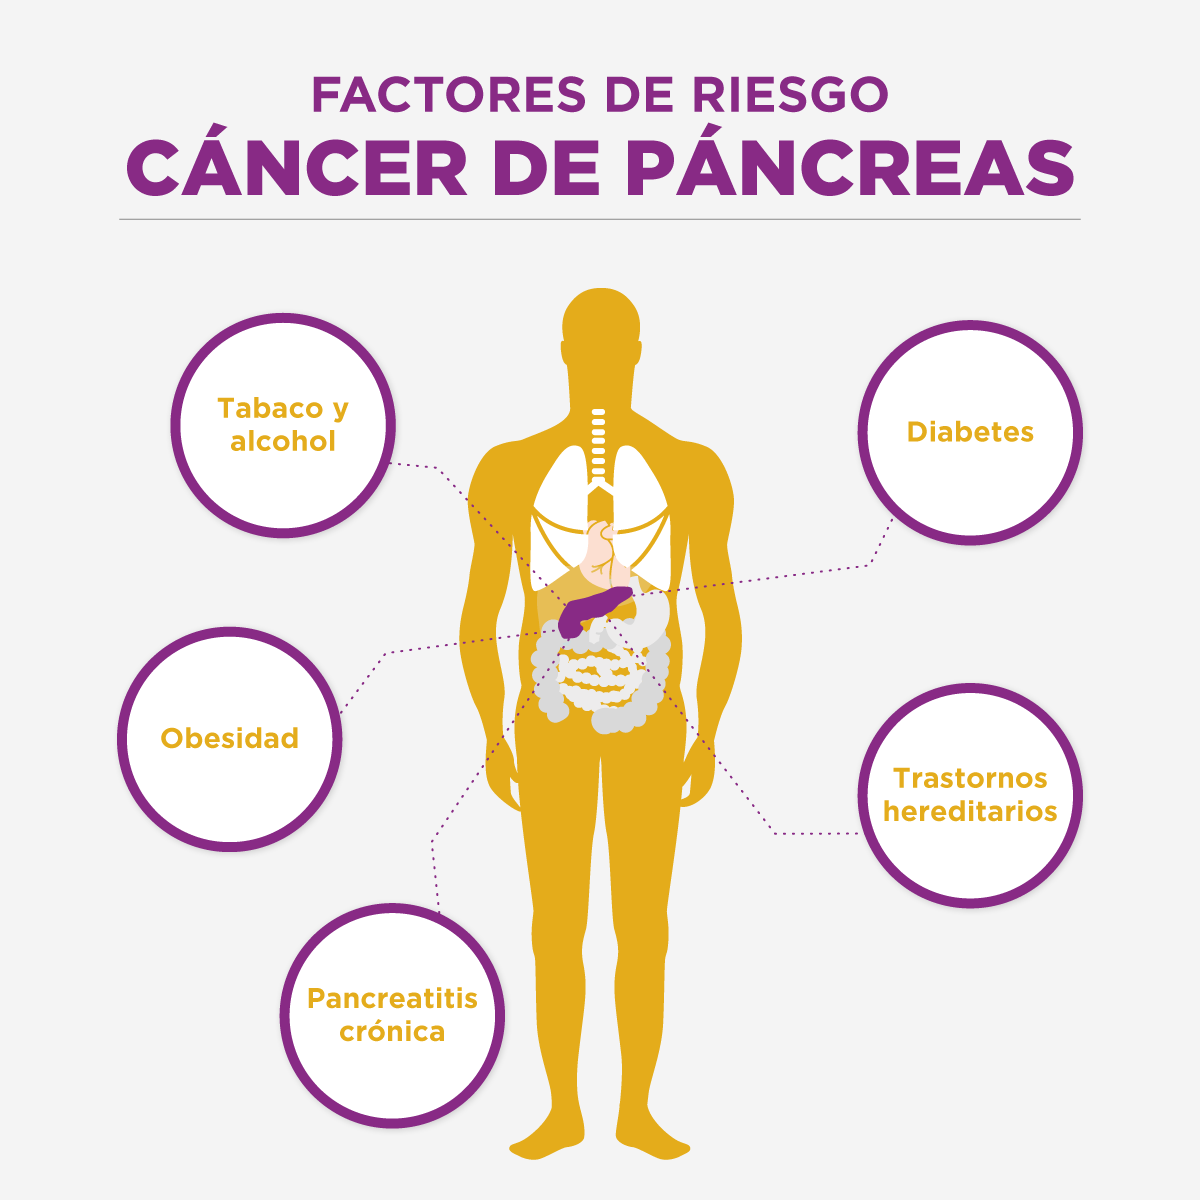 FACTORES DE RIESGO
CÁNCER DE PÁNCREAS
Tabaco y
alcohol
Diabetes
Obesidad
Trastornos
hereditarios
Pancreatitis
crónica